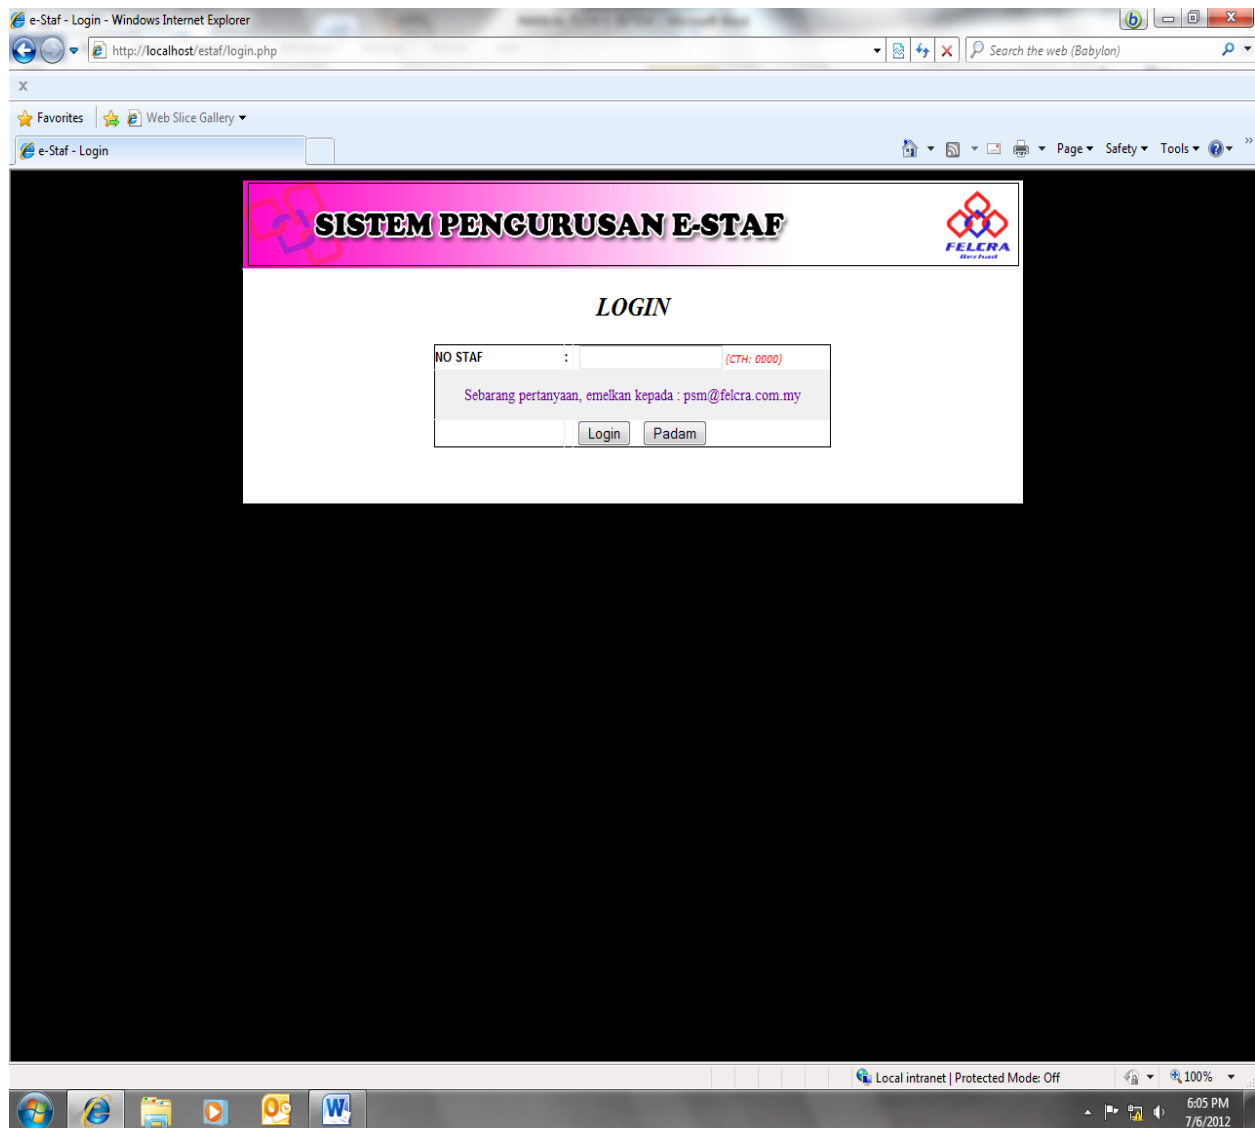 e-Staf - Login - Windows Internet Explorer
http://localhost/estaf/login.php
Search the web (Babylon)
x
Favorites Web Slice Gallery
e-Staf - Login
Page Safety Tools
SISTEM PENGURUSAN E-STAF
FELCRA
Berhad
LOGIN
NO STAF : (CTH: 0000)
Sebarang pertanyaan, emelkan kepada : psm@felcra.com.my
Login Padam
Local intranet | Protected Mode: Off 100%
6:05 PM
7/6/2012